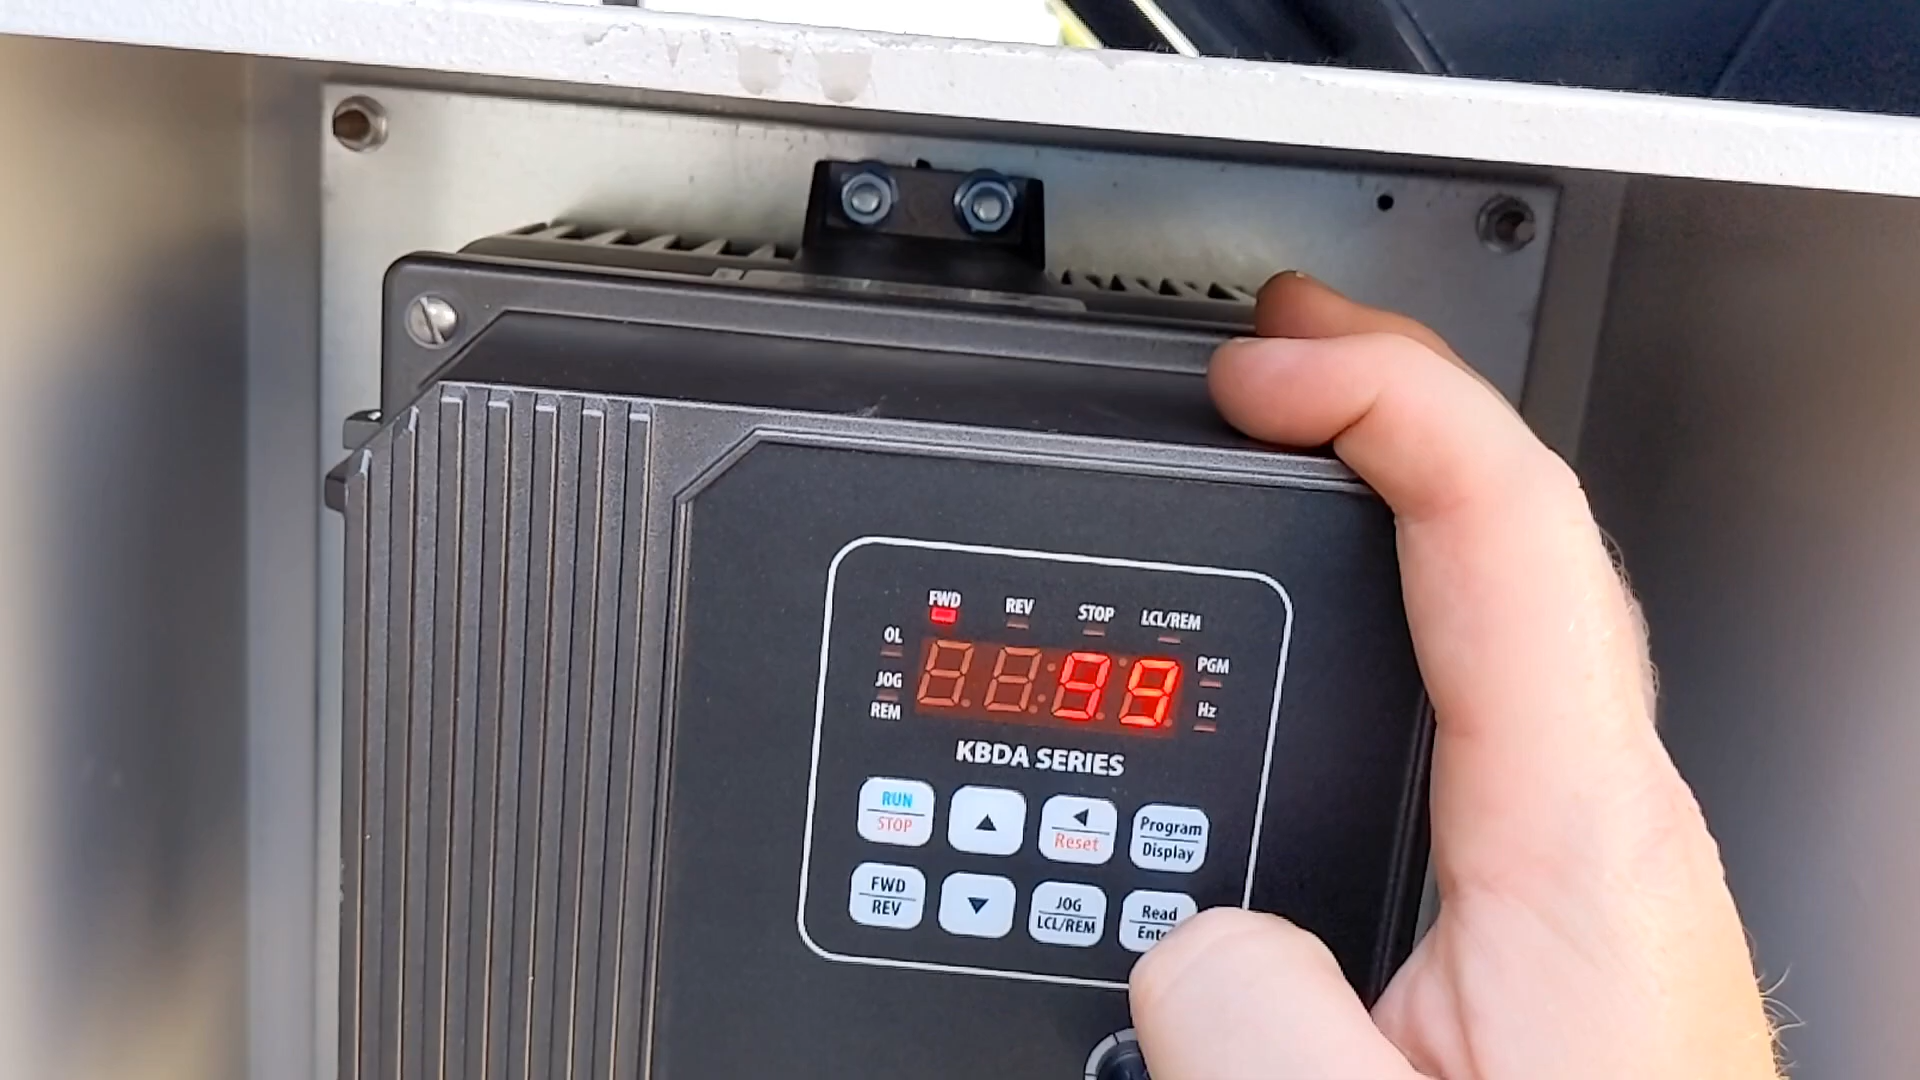 FWD REV STOP LCL/REM
OL
JOG
REM
99
PGM
Hz
KBDA SERIES
RUN
STOP
▲
◀
Reset
Program
Display
FWD
REV
▼
JOG
LCL/REM
Read